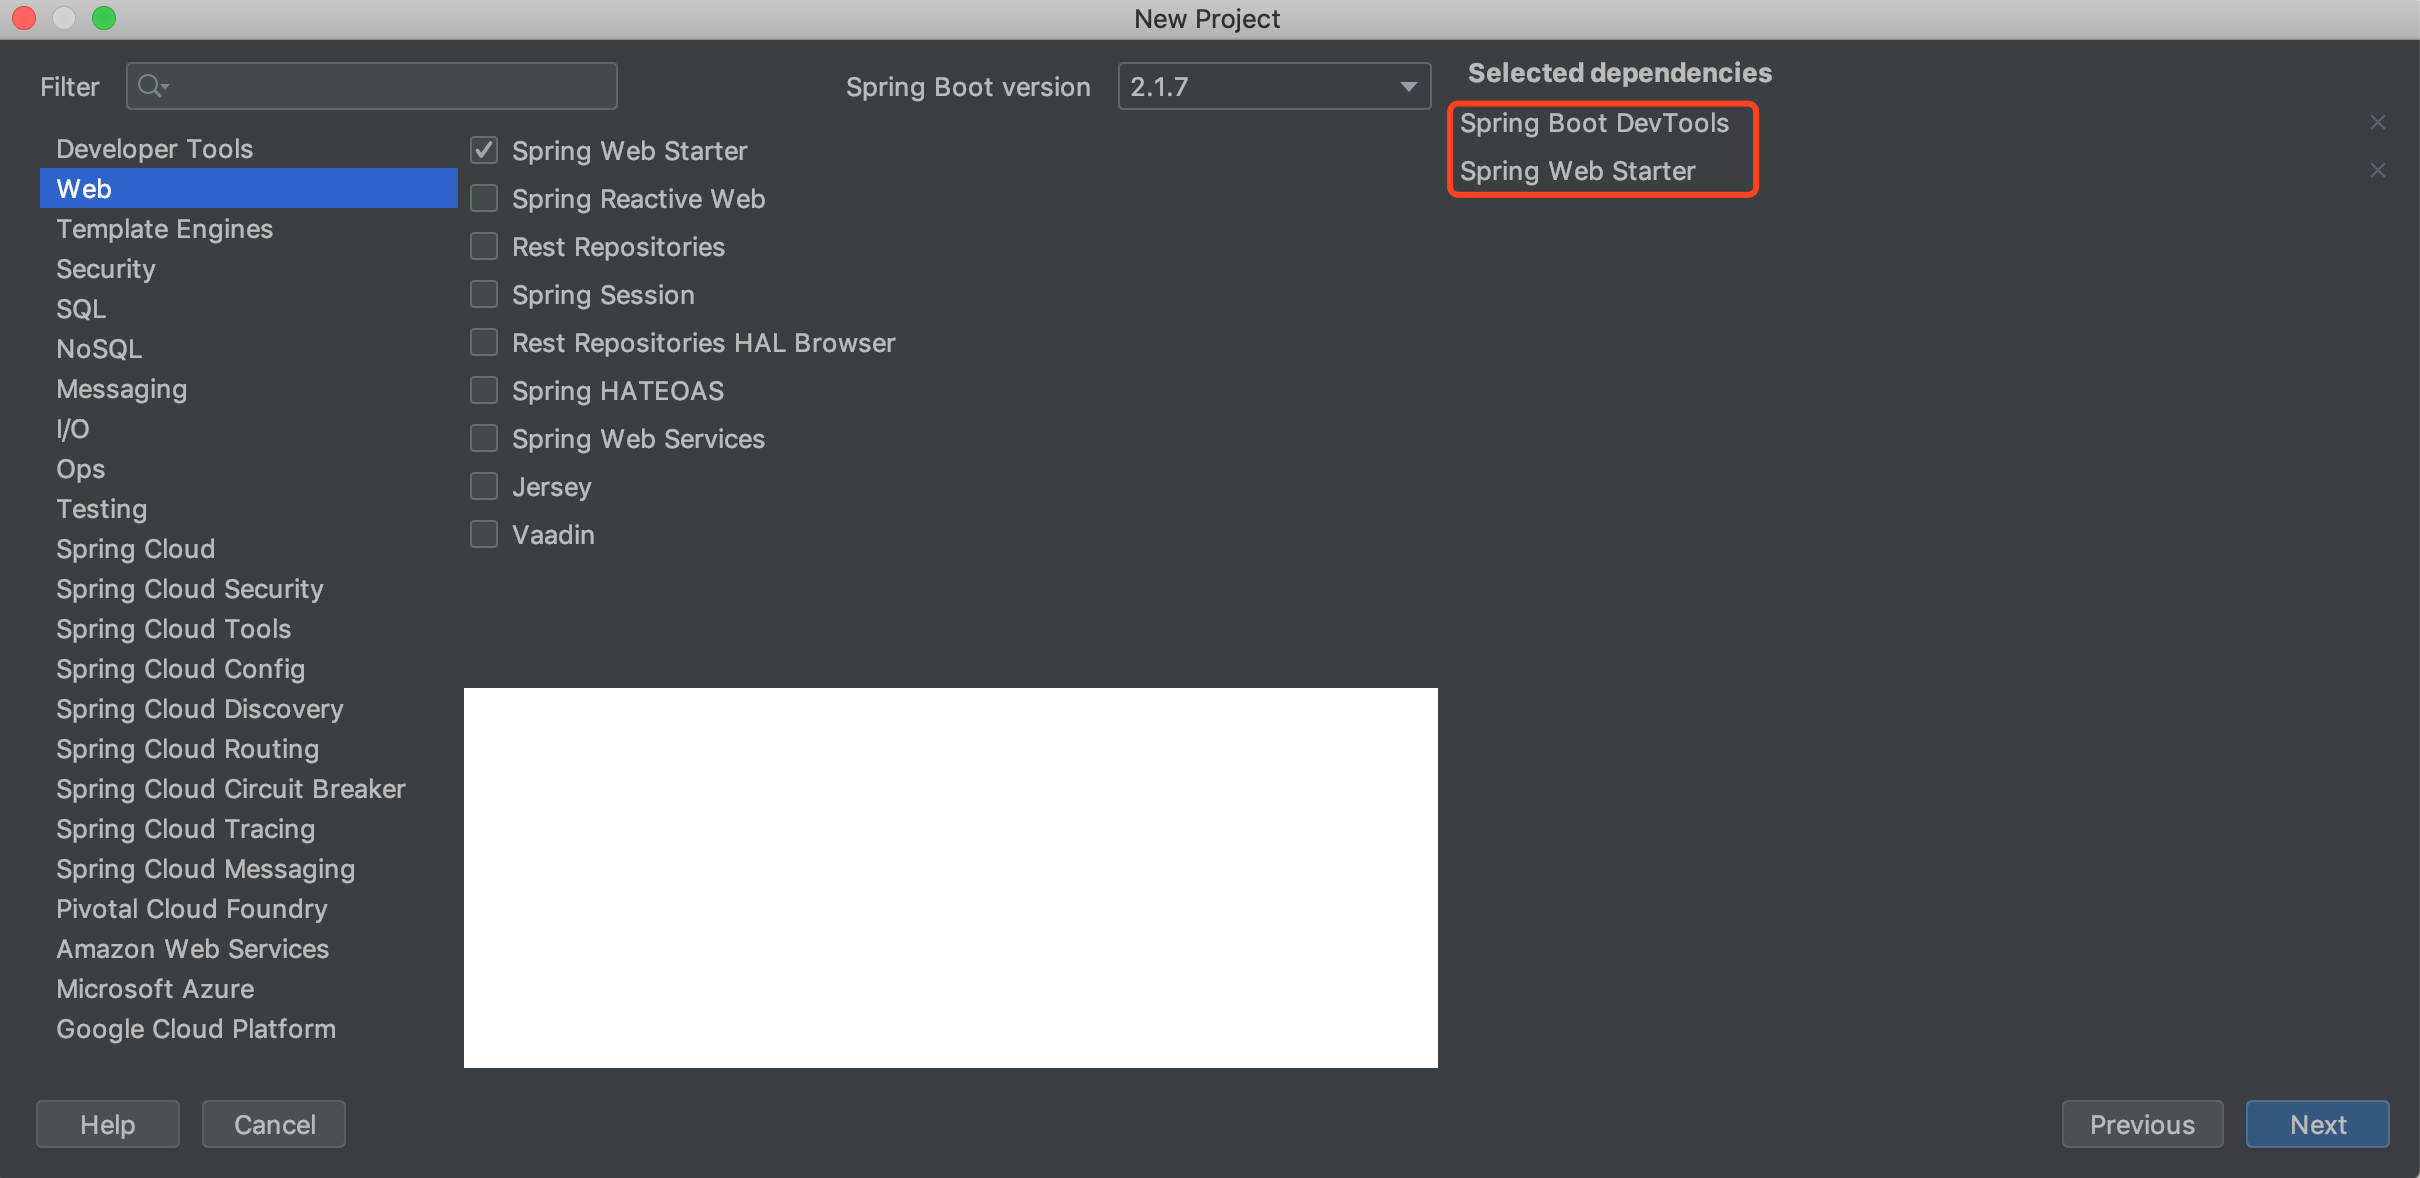 New Project
Filter
Spring Boot version
2.1.7
Selected dependencies
Developer Tools
Web
Template Engines
Security
SQL
NoSQL
Messaging
I/O
Ops
Testing
Spring Cloud
Spring Cloud Security
Spring Cloud Tools
Spring Cloud Config
Spring Cloud Discovery
Spring Cloud Routing
Spring Cloud Circuit Breaker
Spring Cloud Tracing
Spring Cloud Messaging
Pivotal Cloud Foundry
Amazon Web Services
Microsoft Azure
Google Cloud Platform
Spring Web Starter
Spring Reactive Web
Rest Repositories
Spring Session
Rest Repositories HAL Browser
Spring HATEOAS
Spring Web Services
Jersey
Vaadin
Spring Boot DevTools
Spring Web Starter
Help
Cancel
Previous
Next